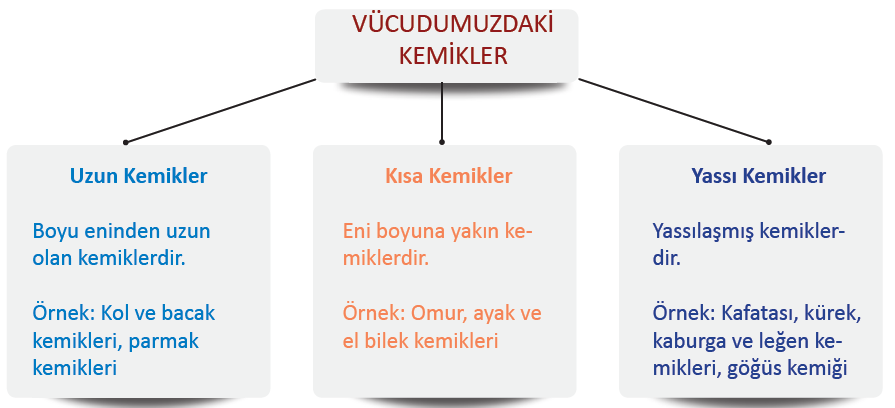 VÜCUDUMUZDAKİ
KEMİKLER
Uzun Kemikler
Boyu eninden uzun
olan kemiklerdir.
Örnek: Kol ve bacak
kemikleri, parmak
kemikleri
Kısa Kemikler
Eni boyuna yakın ke-
miklerdir.
Örnek: Omur, ayak ve
el bilek kemikleri
Yassı Kemikler
Yassılaşmış kemikler-
dir.
Örnek: Kafatası, kürek,
kaburga ve leğen ke-
mikleri, göğüs kemiği